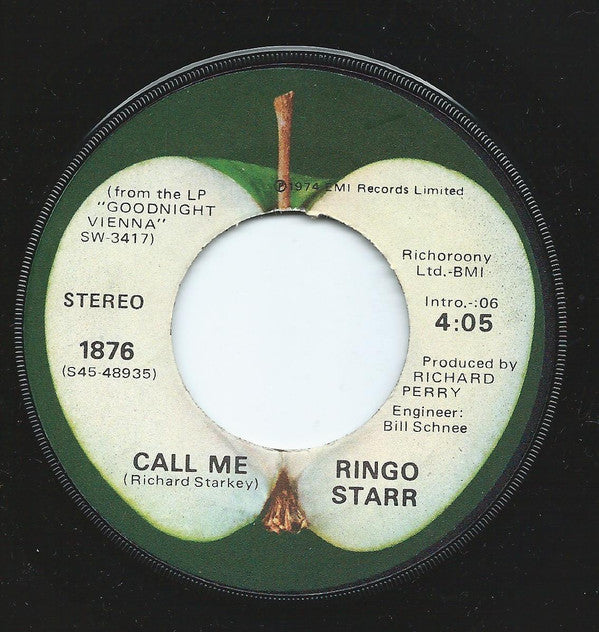 ℗1974 EMI Records Limited
(from the LP
"GOODNIGHT
VIENNA"
SW-3417)
STEREO
1876
(S45-48935)
Richoroony
Ltd.-BMI
Intro.-:06
4:05
Produced by
RICHARD
PERRY
Engineer:
Bill Schnee
CALL ME
(Richard Starkey)
RINGO
STARR